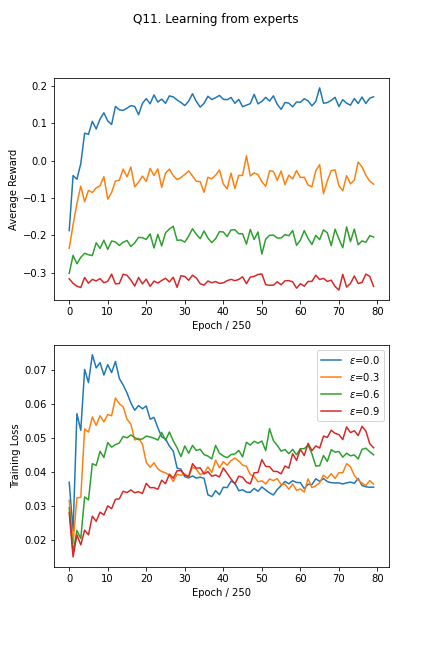 Q11. Learning from experts
0.2
0.1
0.0
−0.1
−0.2
−0.3
Average Reward
0 10 20 30 40 50 60 70 80
Epoch / 250
0.07
0.06
0.05
0.04
0.03
0.02
Training Loss
ε=0.0
ε=0.3
ε=0.6
ε=0.9
0 10 20 30 40 50 60 70 80
Epoch / 250